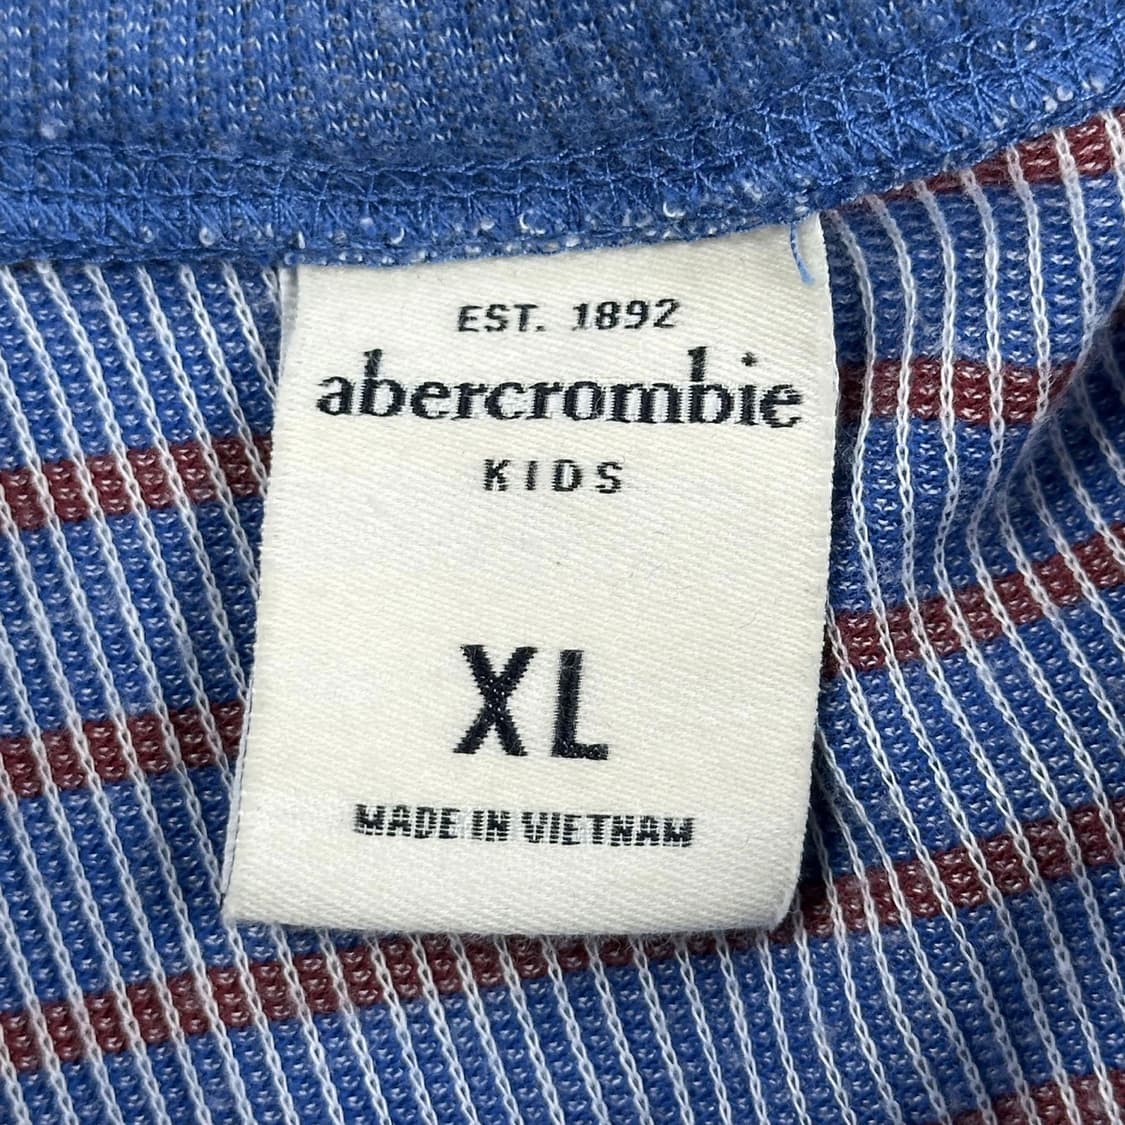 EST. 1892
abercrombie
KIDS
XL
MADE IN VIETNAM